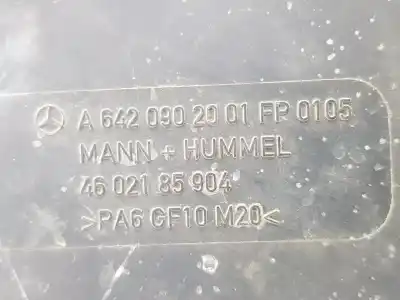 A 642 090 20 01 FP 0105
MANN + HUMMEL
46 021 85 904
>PA6 GF10 M20<